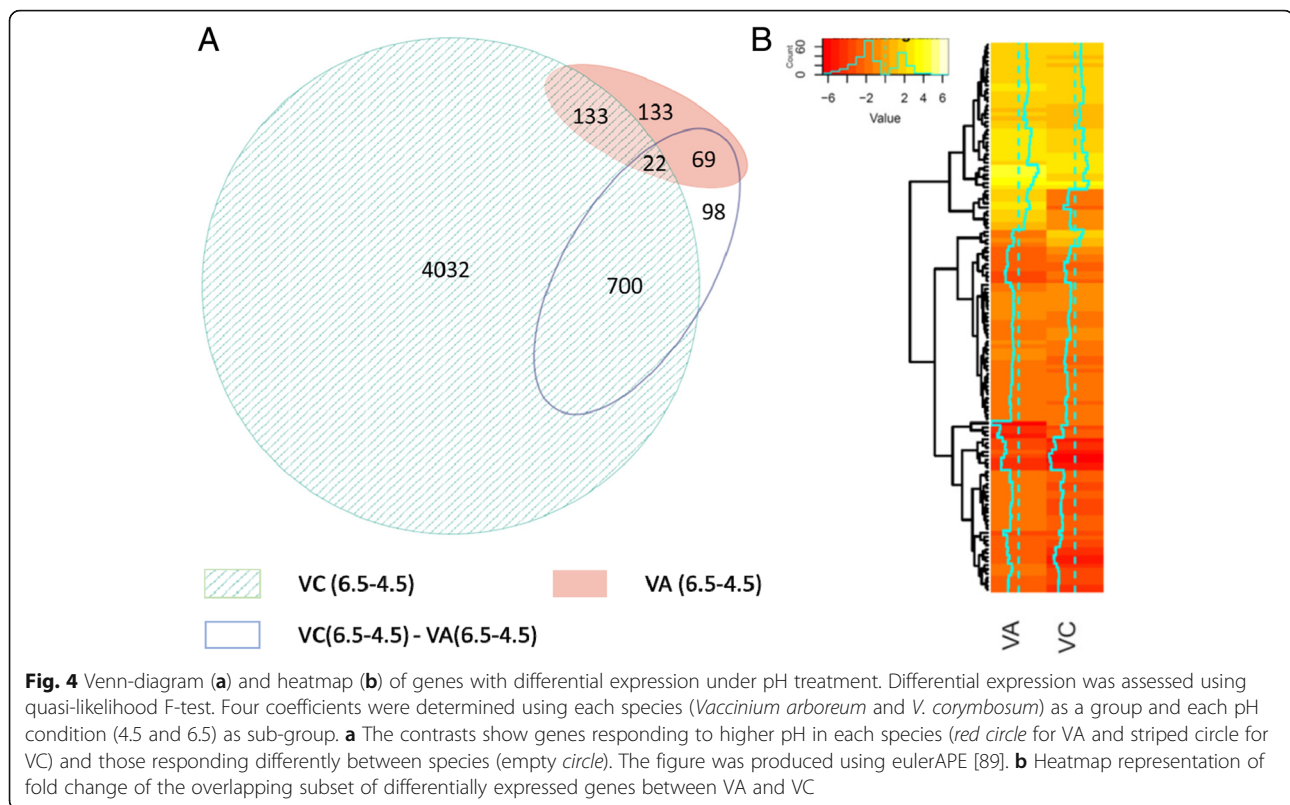 A
133
133
22
69
98
4032
700
VC (6.5-4.5)
VA (6.5-4.5)
VC(6.5-4.5) - VA(6.5-4.5)
B
Count
0
60
-6
-2
2
4
6
Value
VA
VC
Fig. 4 Venn-diagram (a) and heatmap (b) of genes with differential expression under pH treatment. Differential expression was assessed using
quasi-likelihood F-test. Four coefficients were determined using each species (Vaccinium arboreum and V. corymbosum) as a group and each pH
condition (4.5 and 6.5) as sub-group. a The contrasts show genes responding to higher pH in each species (red circle for VA and striped circle for
VC) and those responding differently between species (empty circle). The figure was produced using eulerAPE [89]. b Heatmap representation of
fold change of the overlapping subset of differentially expressed genes between VA and VC